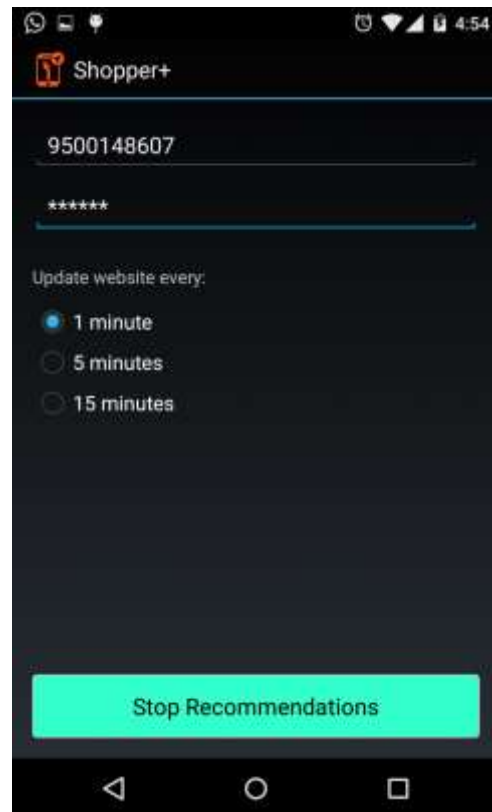 4:54
Shopper+
9500148607
******
Update website every:
1 minute
5 minutes
15 minutes
Stop Recommendations